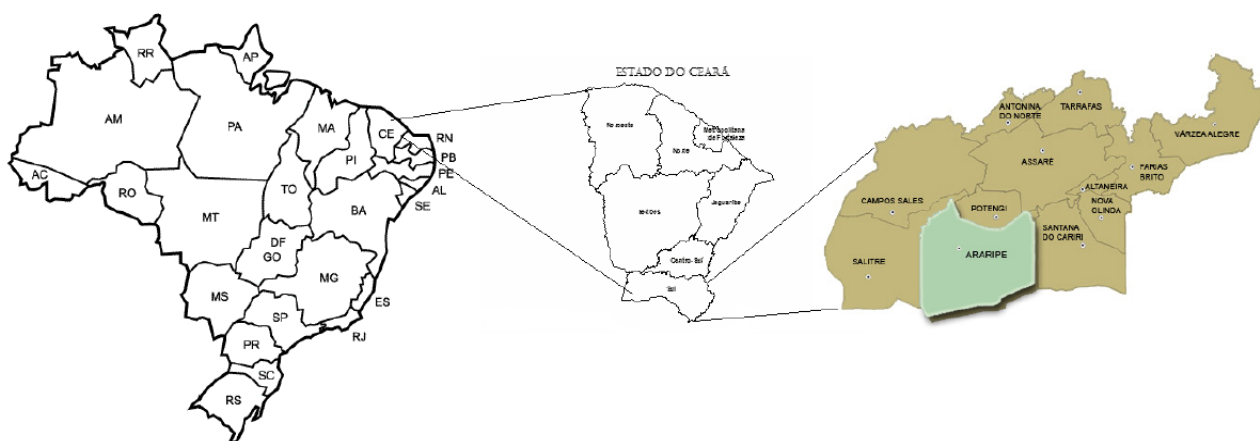 RR
AP
AM
PA
MA
CE
RN
PB
PE
AL
SE
PI
AC
RO
TO
BA
MT
DF
GO
MG
ES
MS
SP
RJ
PR
SC
RS
ESTADO DO CEARÁ
Noroeste
Metropolitana
de Fortaleza
Norte
Sertões
Jaguaribe
Centro-Sul
Sul
ANTONINA
DO NORTE
TARRAFAS
VÁRZEA ALEGRE
ASSARÉ
FARIAS
BRITO
ALTANEIRA
CAMPOS SALES
POTENGI
NOVA
OLINDA
SANTANA
DO CARIRI
SALITRE
ARARIPE